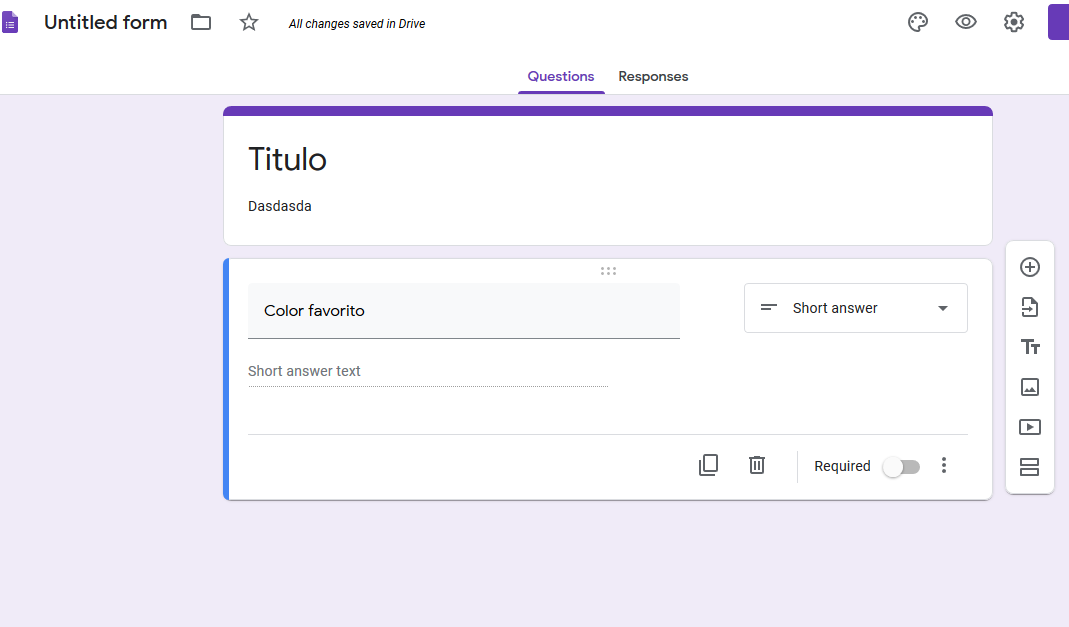 Untitled form
All changes saved in Drive
Questions
Responses
Titulo
Dasdasda
Color favorito
Short answer
Short answer text
Required